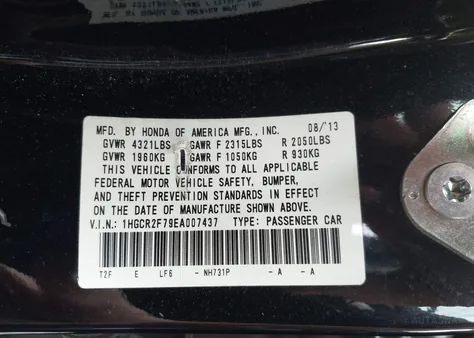 MFD. BY HONDA OF AMERICA MFG., INC. 08/'13
GVWR 4321LBS GAWR F 2315LBS R 2050LBS
GVWR 1960KG GAWR F 1050KG R 930KG
THIS VEHICLE CONFORMS TO ALL APPLICABLE
FEDERAL MOTOR VEHICLE SAFETY, BUMPER,
AND THEFT PREVENTION STANDARDS IN EFFECT
ON THE DATE OF MANUFACTURE SHOWN ABOVE.
V.I.N.: 1HGCR2F79EA007437 TYPE: PASSENGER CAR
T2F E LF6 - NH731P - A - A